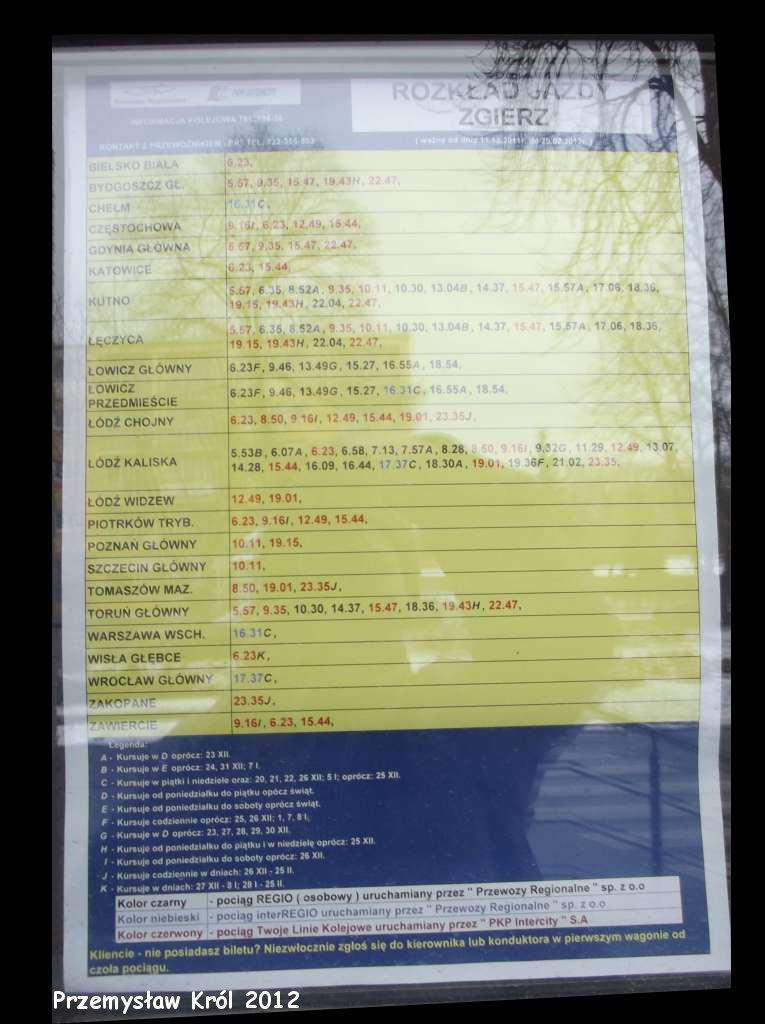 Przewozy Regionalne PKP INTERCITY
ROZKŁAD JAZDY
ZGIERZ
INFORMACJA KOLEJOWA
KONTAKT Z PRZEWOŹNIKIEM "PR" TEL.
( ważny od dnia 11.12.2011r. do 29.02.2012r. )
BIELSKO BIAŁA 6.23,
BYDGOSZCZ GŁ. 5.57, 9.35, 15.47, 19.43H, 22.47,
CHEŁM 16.31C,
CZĘSTOCHOWA 9.16I, 6.23, 12.49, 15.44,
GDYNIA GŁÓWNA 5.57, 9.35, 15.47, 22.47,
KATOWICE 6.23, 15.44,
KUTNO 5.57, 6.35, 8.52A, 9.35, 10.11, 10.30, 13.04B, 14.37, 15.47, 15.57A, 17.06, 18.36,
19.15, 19.43H, 22.04, 22.47,
ŁĘCZYCA 5.57, 6.35, 8.52A, 9.35, 10.11, 10.30, 13.04B, 14.37, 15.47, 15.57A, 17.06, 18.36,
19.15, 19.43H, 22.04, 22.47,
ŁOWICZ GŁÓWNY 6.23F, 9.46, 13.49G, 15.27, 16.55A, 18.54,
ŁOWICZ
PRZEDMIEŚCIE 6.23F, 9.46, 13.49G, 15.27, 16.31C, 16.55A, 18.54,
ŁÓDŹ CHOJNY 6.23, 8.50, 9.16I, 12.49, 15.44, 19.01, 23.35J,
ŁÓDŹ KALISKA 5.53B, 6.07A, 6.23, 6.58, 7.13, 7.57A, 8.28, 8.50, 9.16I, 9.32G, 11.29, 12.49, 13.07,
14.28, 15.44, 16.09, 16.44, 17.37C, 18.30A, 19.01, 19.36F, 21.02, 23.35,
ŁÓDŹ WIDZEW 12.49, 19.01,
PIOTRKÓW TRYB. 6.23, 9.16I, 12.49, 15.44,
POZNAŃ GŁÓWNY 10.11, 19.15,
SZCZECIN GŁÓWNY 10.11,
TOMASZÓW MAZ. 8.50, 19.01, 23.35J,
TORUŃ GŁÓWNY 5.57, 9.35, 10.30, 14.37, 15.47, 18.36, 19.43H, 22.47,
WARSZAWA WSCH. 16.31C,
WISŁA GŁĘBCE 6.23K,
WROCŁAW GŁÓWNY 17.37C,
ZAKOPANE 23.35J,
ZAWIERCIE 9.16I, 6.23, 15.44,
Legenda:
A - Kursuje w D oprócz: 23 XII.
B - Kursuje w E oprócz: 24, 31 XII; 7 I.
C - Kursuje w piątki i niedziele oraz: 20, 21, 22, 26 XII; 5 I; oprócz: 25 XII.
D - Kursuje od poniedziałku do piątku opócz świąt.
E - Kursuje od poniedziałku do soboty oprócz świąt.
F - Kursuje codziennie oprócz: 25, 26 XII; 1, 7, 8 I,
G - Kursuje w D oprócz: 23, 27, 28, 29, 30 XII.
H - Kursuje od poniedziałku do piątku i w niedzielę oprócz: 25 XII.
I - Kursuje od poniedziałku do soboty oprócz: 26 XII.
J - Kursuje codziennie w dniach: 26 XII - 25 II.
K - Kursuje w dniach: 27 XII - 8 I; 28 I - 25 II.
Kolor czarny - pociąg REGIO ( osobowy ) uruchamiany przez " Przewozy Regionalne " sp. z o.o
Kolor niebieski - pociąg interREGIO uruchamiany przez " Przewozy Regionalne " sp. z o.o
Kolor czerwony - pociąg Twoje Linie Kolejowe uruchamiany przez " PKP Intercity " S.A
Kliencie - nie posiadasz biletu? Niezwłocznie zgłoś się do kierownika lub konduktora w pierwszym wagonie od
czoła pociągu.
Przemysław Król 2012